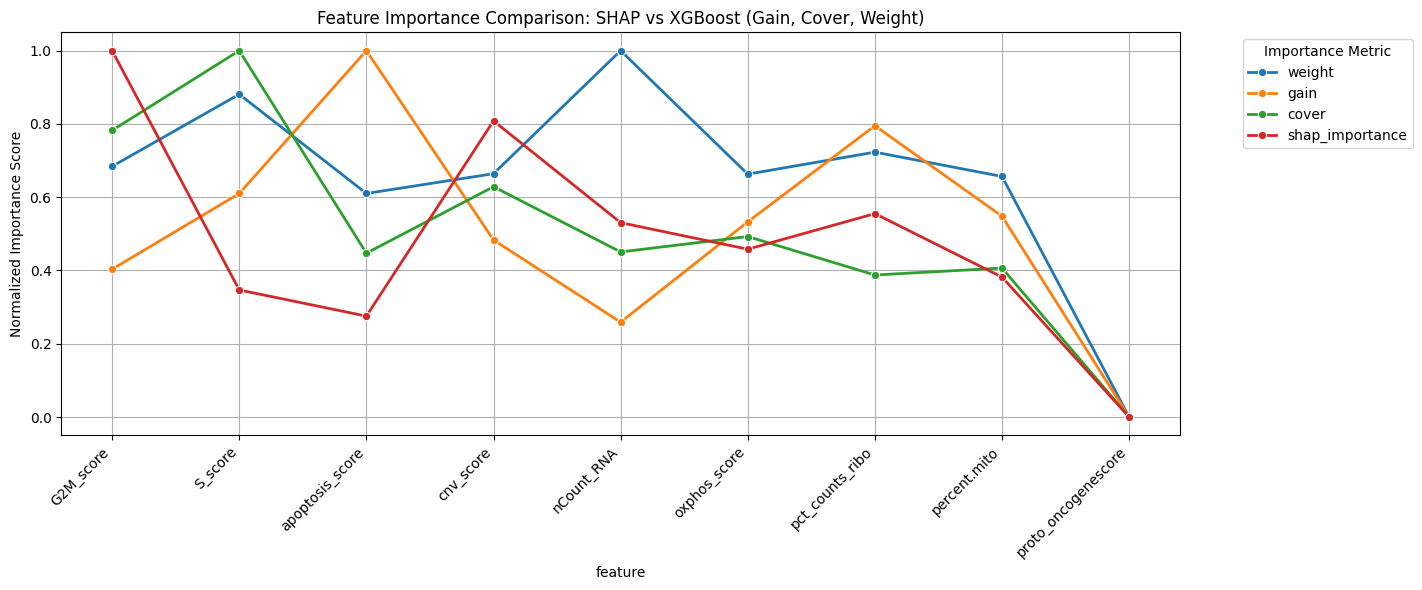 Feature Importance Comparison: SHAP vs XGBoost (Gain, Cover, Weight)
Normalized Importance Score
1.0
0.8
0.6
0.4
0.2
0.0
G2M_score
S_score
apoptosis_score
cnv_score
nCount_RNA
oxphos_score
pct_counts_ribo
percent.mito
proto_oncogenescore
feature
Importance Metric
weight
gain
cover
shap_importance